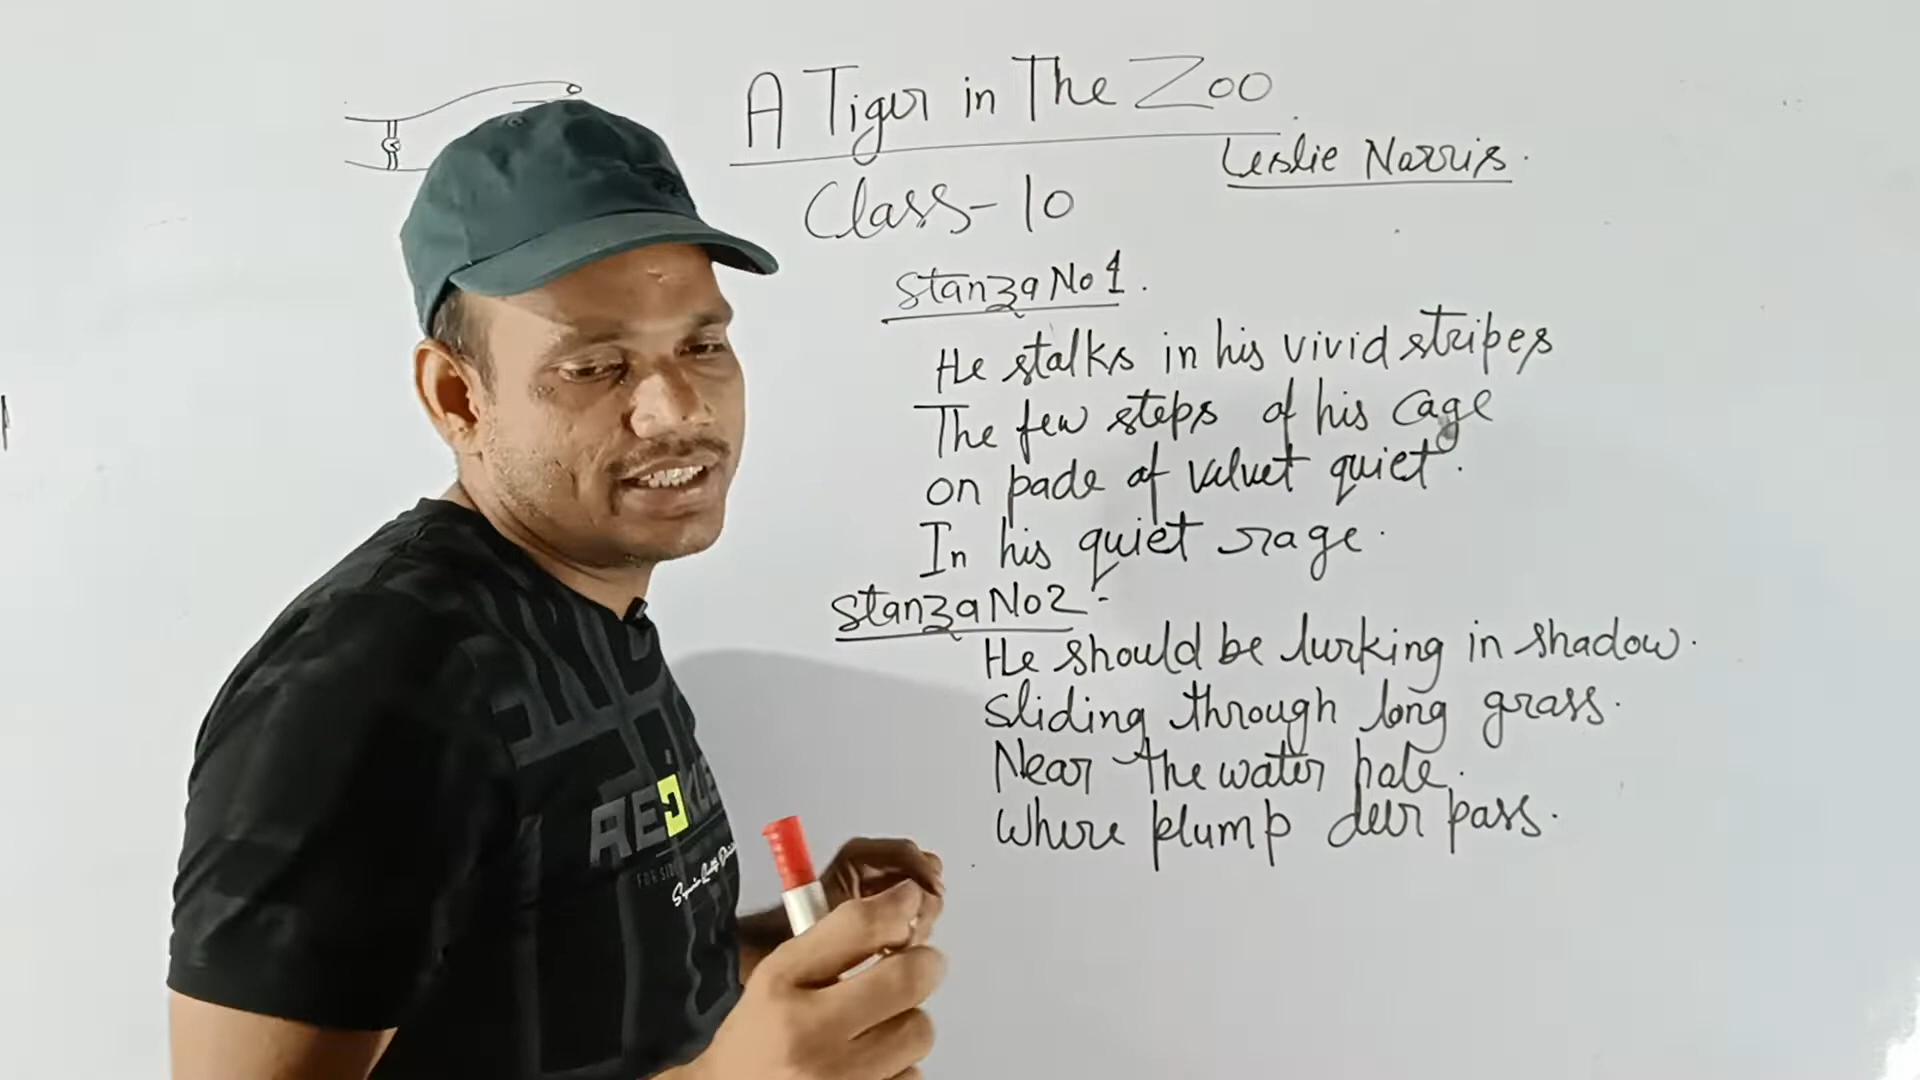 A Tiger in The Zoo
Leslie Norris.
Class-10
Stanza No 1.
He stalks in his vivid stripes
The few steps of his cage
on pade of velvet quiet.
In his quiet rage.
Stanza No 2-
He should be lurking in shadow.
Sliding through long grass.
Near the water hole.
Where plump deer pass.
FOR